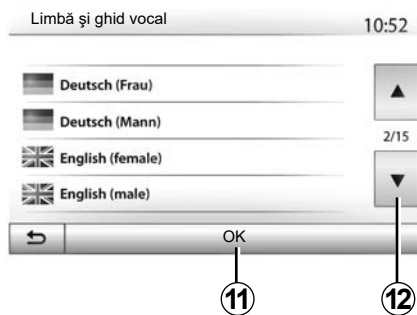 Limbă şi ghid vocal
10:52
Deutsch (Frau)
Deutsch (Mann)
2/15
English (female)
English (male)
OK
11
12